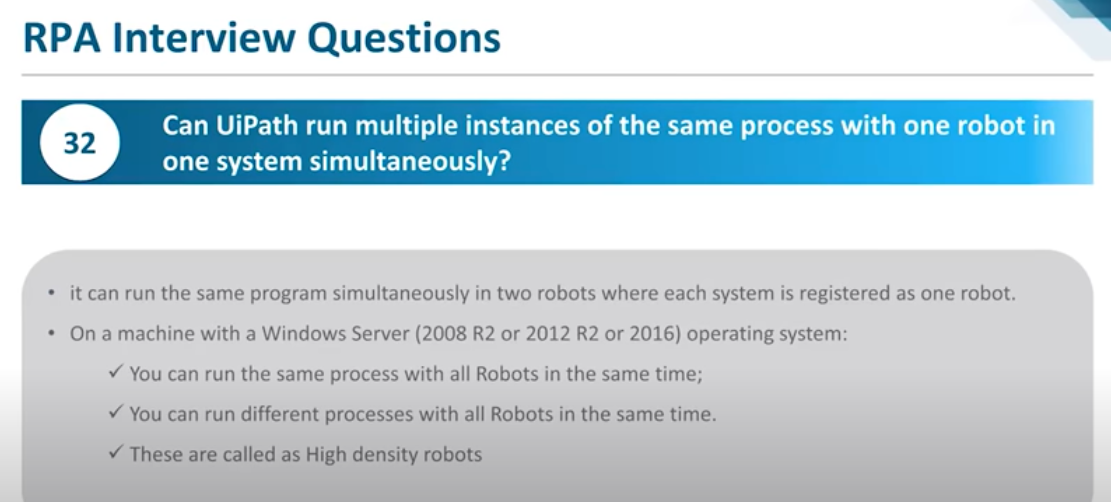 RPA Interview Questions
32
Can UiPath run multiple instances of the same process with one robot in
one system simultaneously?
• it can run the same program simultaneously in two robots where each system is registered as one robot.
• On a machine with a Windows Server (2008 R2 or 2012 R2 or 2016) operating system:
✓ You can run the same process with all Robots in the same time;
✓ You can run different processes with all Robots in the same time.
✓ These are called as High density robots